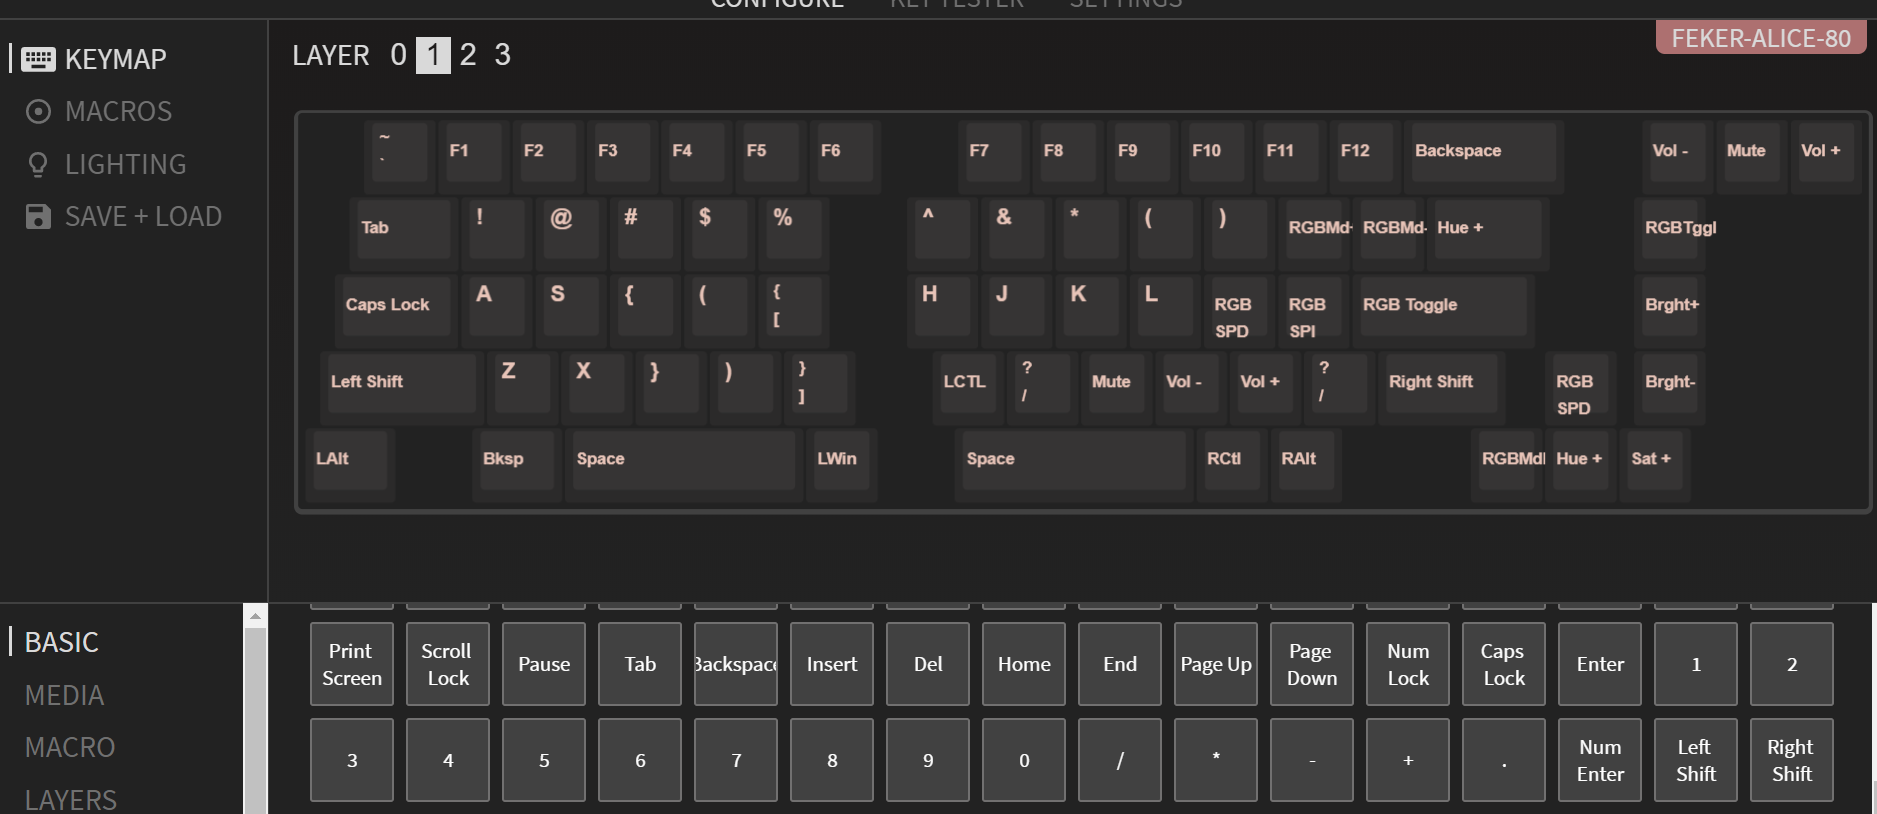 CONFIGURE KEY TESTER SETTINGS
KEYMAP
MACROS
LIGHTING
SAVE + LOAD
LAYER 0 1 2 3
FEKER-ALICE-80
~ ` F1 F2 F3 F4 F5 F6 F7 F8 F9 F10 F11 F12 Backspace Vol - Mute Vol +
Tab ! @ # $ % ^ & * ( ) RGBMd- RGBMd- Hue + RGBTggl
Caps Lock A S { ( { [ H J K L RGB SPD RGB SPI RGB Toggle Brght+
Left Shift Z X } ) } ] LCTL ? / Mute Vol - Vol + ? / Right Shift RGB SPD Brght-
LAlt Bksp Space LWin Space RCtl RAlt RGBMd Hue + Sat +
BASIC
MEDIA
MACRO
LAYERS
Print Screen Scroll Lock Pause Tab Backspace Insert Del Home End Page Up Page Down Num Lock Caps Lock Enter 1 2
3 4 5 6 7 8 9 0 / * - + . Num Enter Left Shift Right Shift